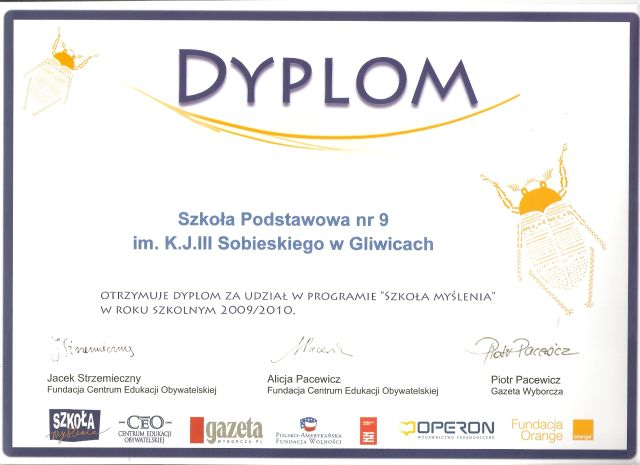 DYPLOM
Szkoła Podstawowa nr 9
im. K.J.III Sobieskiego w Gliwicach
OTRZYMUJE DYPLOM ZA UDZIAŁ W PROGRAMIE "SZKOŁA MYŚLENIA"
W ROKU SZKOLNYM 2009/2010.
Piotr Pacewicz
Jacek Strzemieczny
Fundacja Centrum Edukacji Obywatelskiej
Alicja Pacewicz
Fundacja Centrum Edukacji Obywatelskiej
Piotr Pacewicz
Gazeta Wyborcza
SZKOŁA
myślenia
CEO
CENTRUM EDUKACJI
OBYWATELSKIEJ
gazeta
WYBORCZA.PL
POLSKO-AMERYKAŃSKA
FUNDACJA WOLNOŚCI
OPERON
WYDAWNICTWO PEDAGOGICZNE
Fundacja
Orange
orange